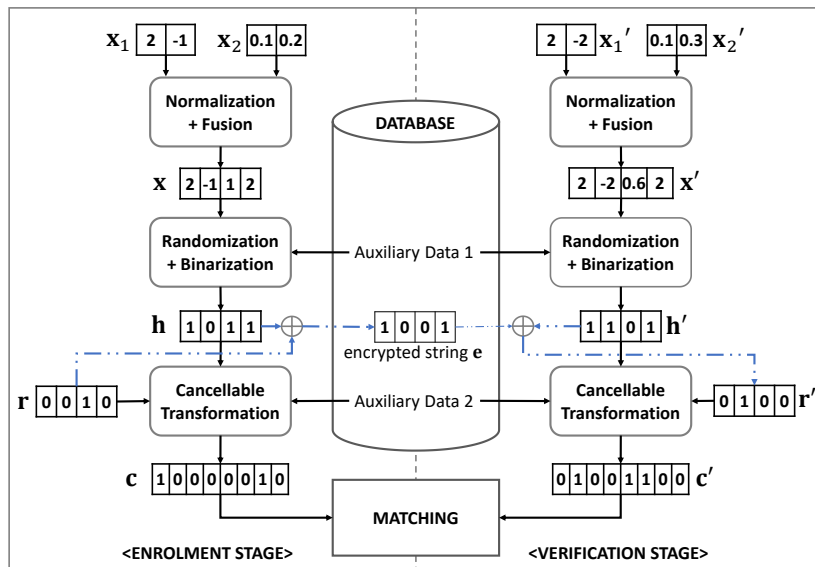 x1 2 -1 x2 0.1 0.2
2 -2 x1′ 0.1 0.3 x2′
Normalization
+ Fusion
DATABASE
Normalization
+ Fusion
x 2 -1 1 2
2 -2 0.6 2 x′
Randomization
+ Binarization
Auxiliary Data 1
Randomization
+ Binarization
h 1 0 1 1
1 0 0 1
encrypted string e
1 1 0 1 h′
r 0 0 1 0
Cancellable
Transformation
Auxiliary Data 2
Cancellable
Transformation
0 1 0 0 r′
c 1 0 0 0 0 0 1 0
0 1 0 0 1 1 0 0 c′
MATCHING
<ENROLMENT STAGE>
<VERIFICATION STAGE>